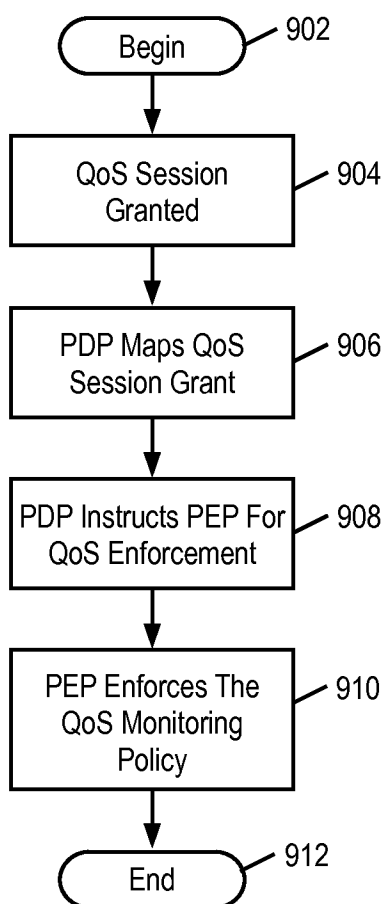 Begin
902
QoS Session
Granted
904
PDP Maps QoS
Session Grant
906
PDP Instructs PEP For
QoS Enforcement
908
PEP Enforces The
QoS Monitoring
Policy
910
End
912